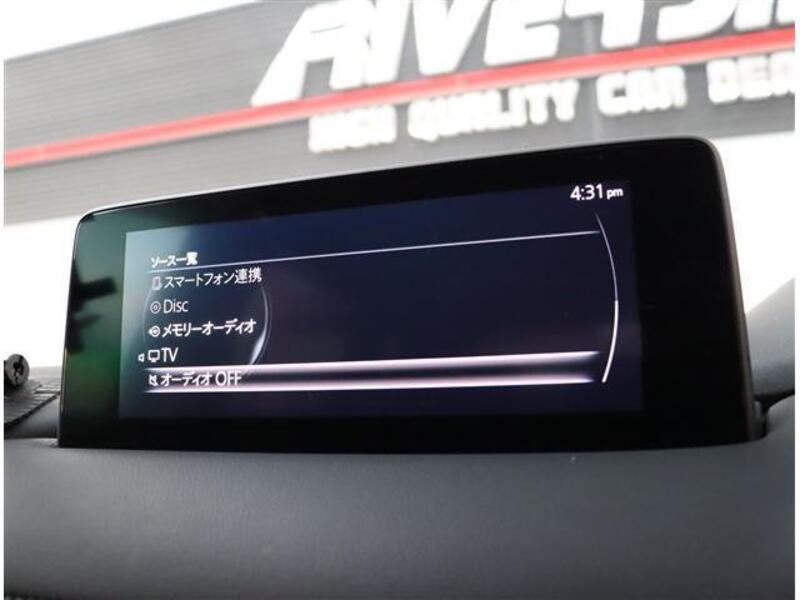 HIGH QUALITY CAR DEA
4:31 pm
ソース一覧
スマートフォン連携
Disc
メモリーオーディオ
TV
オーディオ OFF